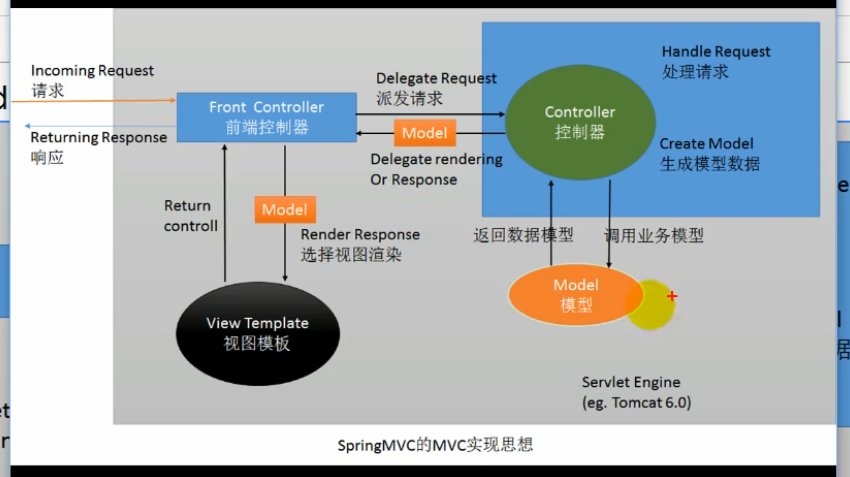 Incoming Request
请求
Returning Response
响应
Front Controller
前端控制器
Delegate Request
派发请求
Model
Delegate rendering
Or Response
Controller
控制器
Handle Request
处理请求
Create Model
生成模型数据
Return
controll
Model
Render Response
选择视图渲染
返回数据模型
调用业务模型
Model
模型
View Template
视图模板
Servlet Engine
(eg. Tomcat 6.0)
SpringMVC的MVC实现思想